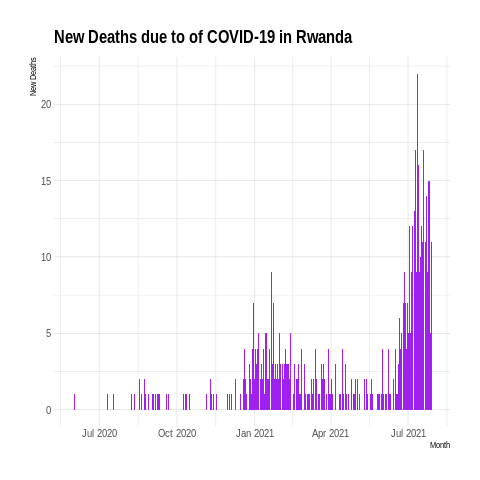 New Deaths due to of COVID-19 in Rwanda
New Deaths
20
15
10
5
0
Jul 2020 Oct 2020 Jan 2021 Apr 2021 Jul 2021
Month